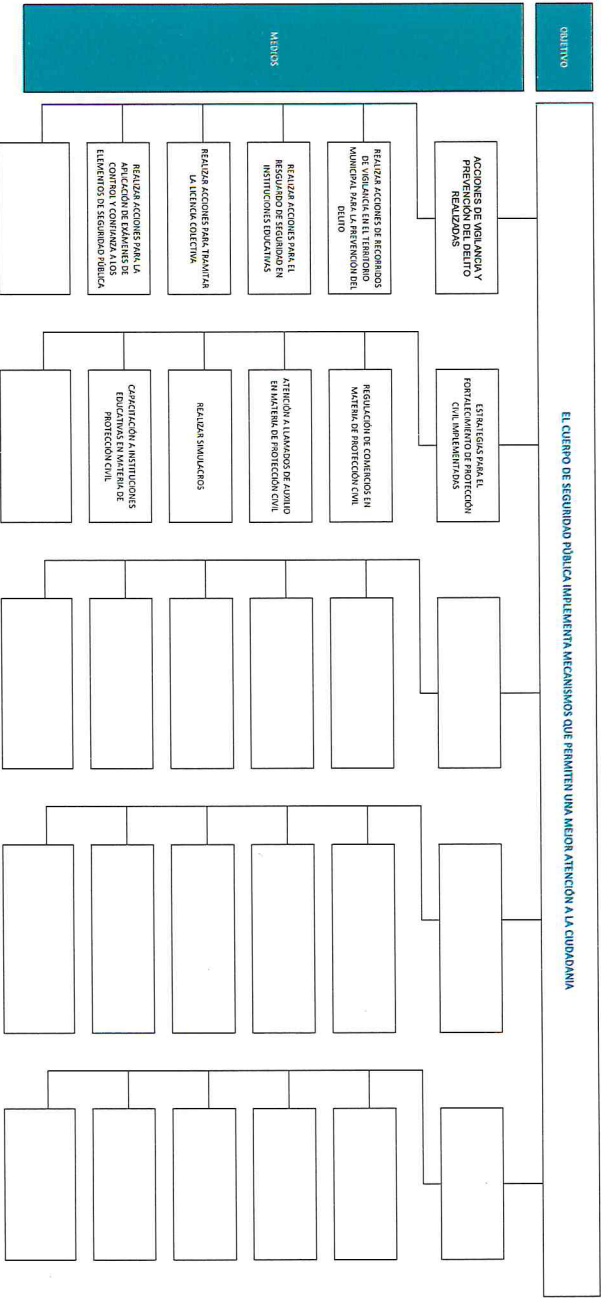 OBJETIVO
EL CUERPO DE SEGURIDAD PÚBLICA IMPLEMENTA MECANISMOS QUE PERMITEN UNA MEJOR ATENCIÓN A LA CIUDADANIA
MEDIOS
ACCIONES DE VIGILANCIA Y
PREVENCIÓN DEL DELITO
REALIZADAS
REALIZAR ACCIONES DE RECORRIDOS
DE VIGILANCIA EN EL TERRITORIO
MUNICIPAL PARA LA PREVENCIÓN DEL
DELITO
REALIZAR ACCIONES PARA EL
RESGUARDO DE SEGURIDAD EN
INSTITUCIONES EDUCATIVAS
REALIZAR ACCIONES PARA TRAMITAR
LA LICENCIA COLECTIVA
REALIZAR ACCIONES PARA LA
APLICACIÓN DE EXÁMENES DE
CONTROL Y CONFIANZA A LOS
ELEMENTOS DE SEGURIDAD PÚBLICA
ESTRATEGIAS PARA EL
FORTALECIMIENTO DE PROTECCIÓN
CIVIL IMPLEMENTADAS
REGULACIÓN DE COMERCIOS EN
MATERIA DE PROTECCIÓN CIVIL
ATENCIÓN A LLAMADOS DE AUXILIO
EN MATERIA DE PROTECCIÓN CIVIL
REALIZAR SIMULACROS
CAPACITACIÓN A INSTITUCIONES
EDUCATIVAS EN MATERIA DE
PROTECCIÓN CIVIL